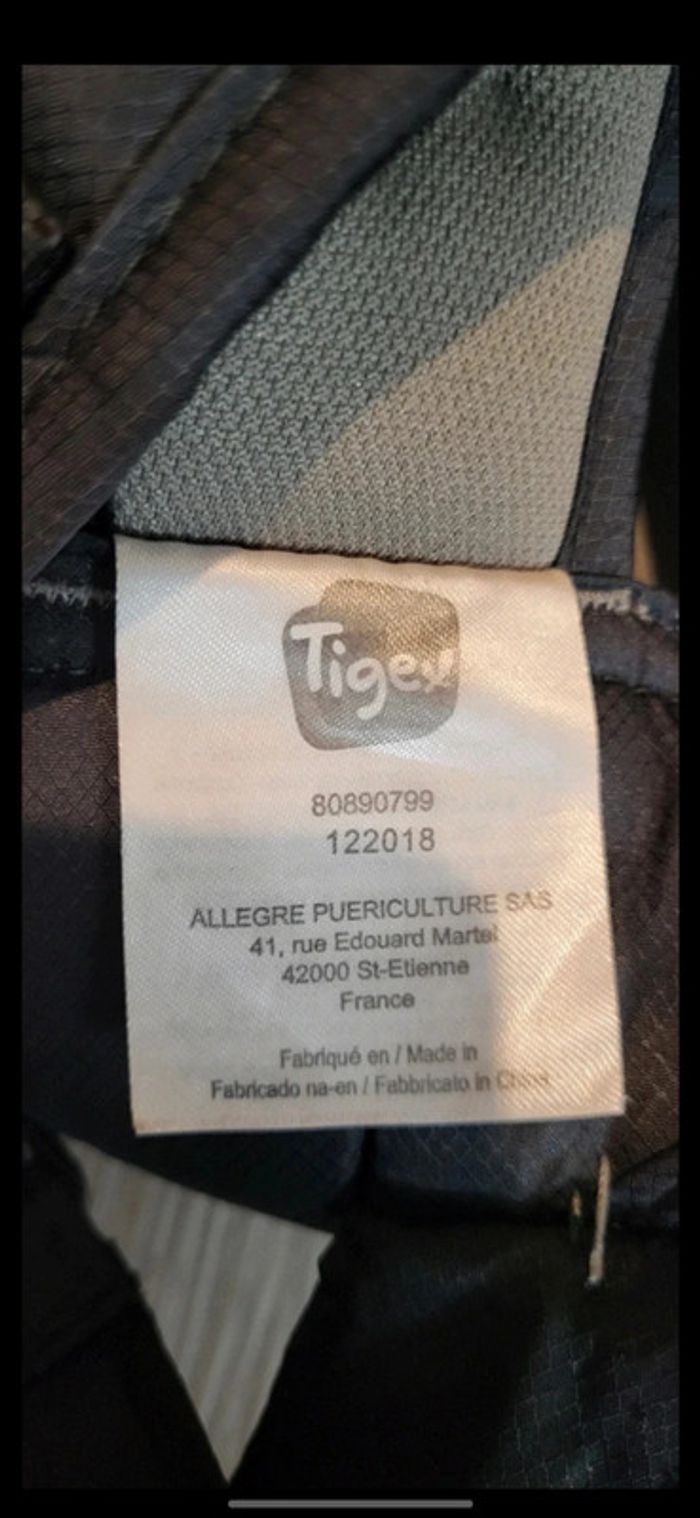 Tigex
80890799
122018
ALLEGRE PUERICULTURE SAS
41, rue Edouard Martel
42000 St-Etienne
France
Fabriqué en / Made in
Fabricado na-en / Fabbricato in China